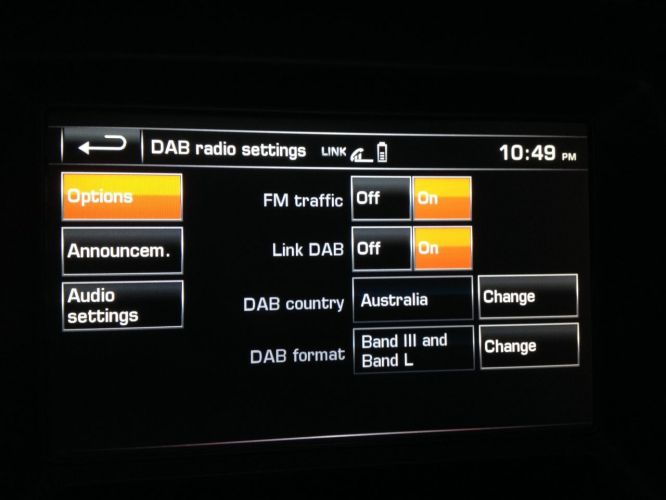 DAB radio settings LINK 10:49 PM
Options
FM traffic Off On
Announcem.
Link DAB Off On
Audio
settings
DAB country Australia Change
DAB format Band III and
Band L Change